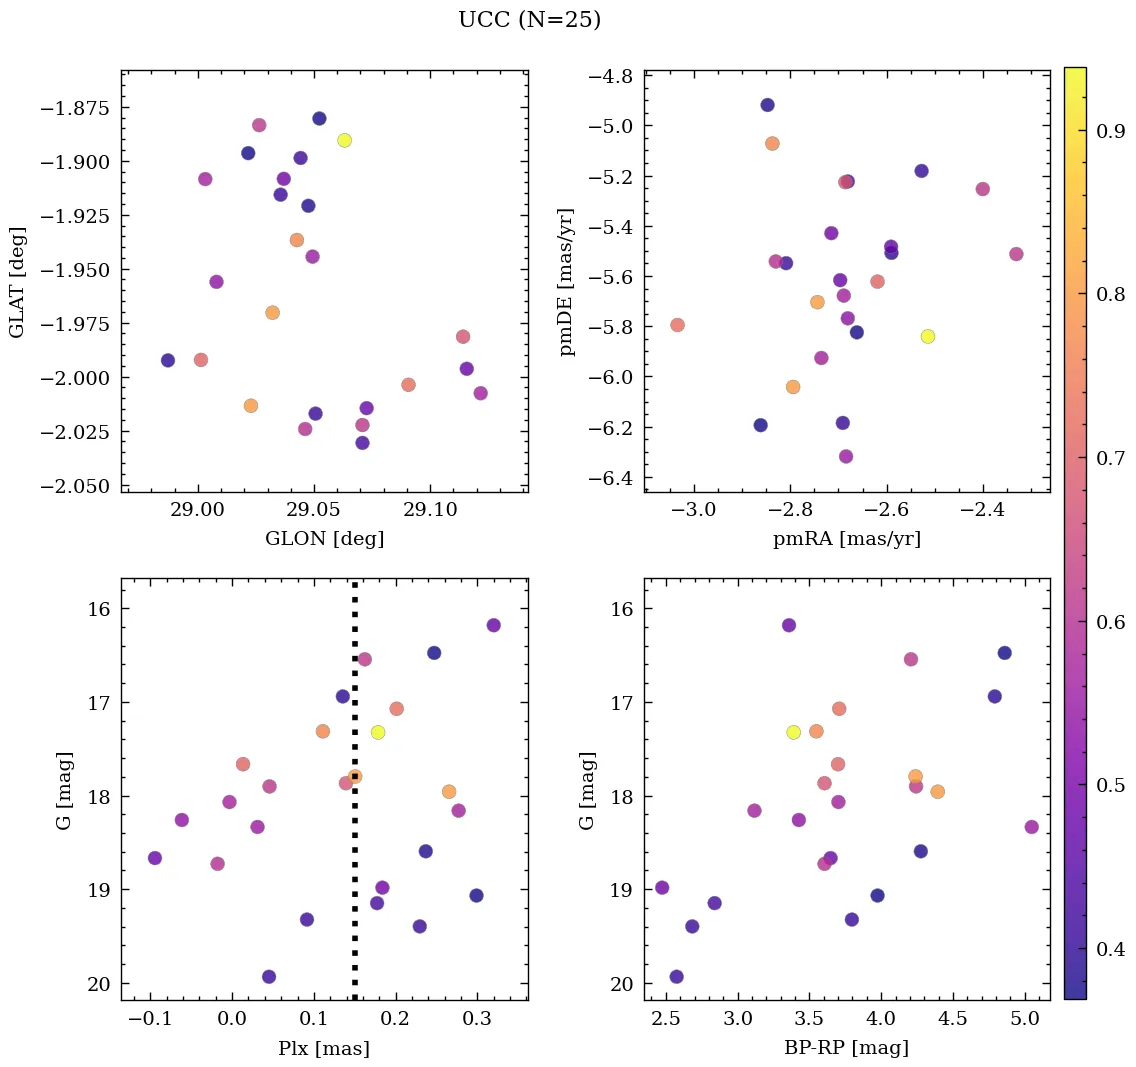 UCC (N=25)
−1.875
−1.900
−1.925
−1.950
−1.975
−2.000
−2.025
−2.050
GLAT [deg]
29.00 29.05 29.10
GLON [deg]
−4.8
−5.0
−5.2
−5.4
−5.6
−5.8
−6.0
−6.2
−6.4
pmDE [mas/yr]
−3.0 −2.8 −2.6 −2.4
pmRA [mas/yr]
16
17
18
19
20
G [mag]
−0.1 0.0 0.1 0.2 0.3
Plx [mas]
16
17
18
19
20
G [mag]
2.5 3.0 3.5 4.0 4.5 5.0
BP-RP [mag]
0.9
0.8
0.7
0.6
0.5
0.4